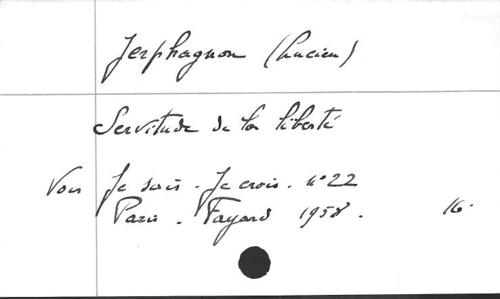 Jerphagnon (Lucien)
Servitude de la liberté
Voir Je sais. Je crois. n° 22
Paris. Fayard 1958. 16.